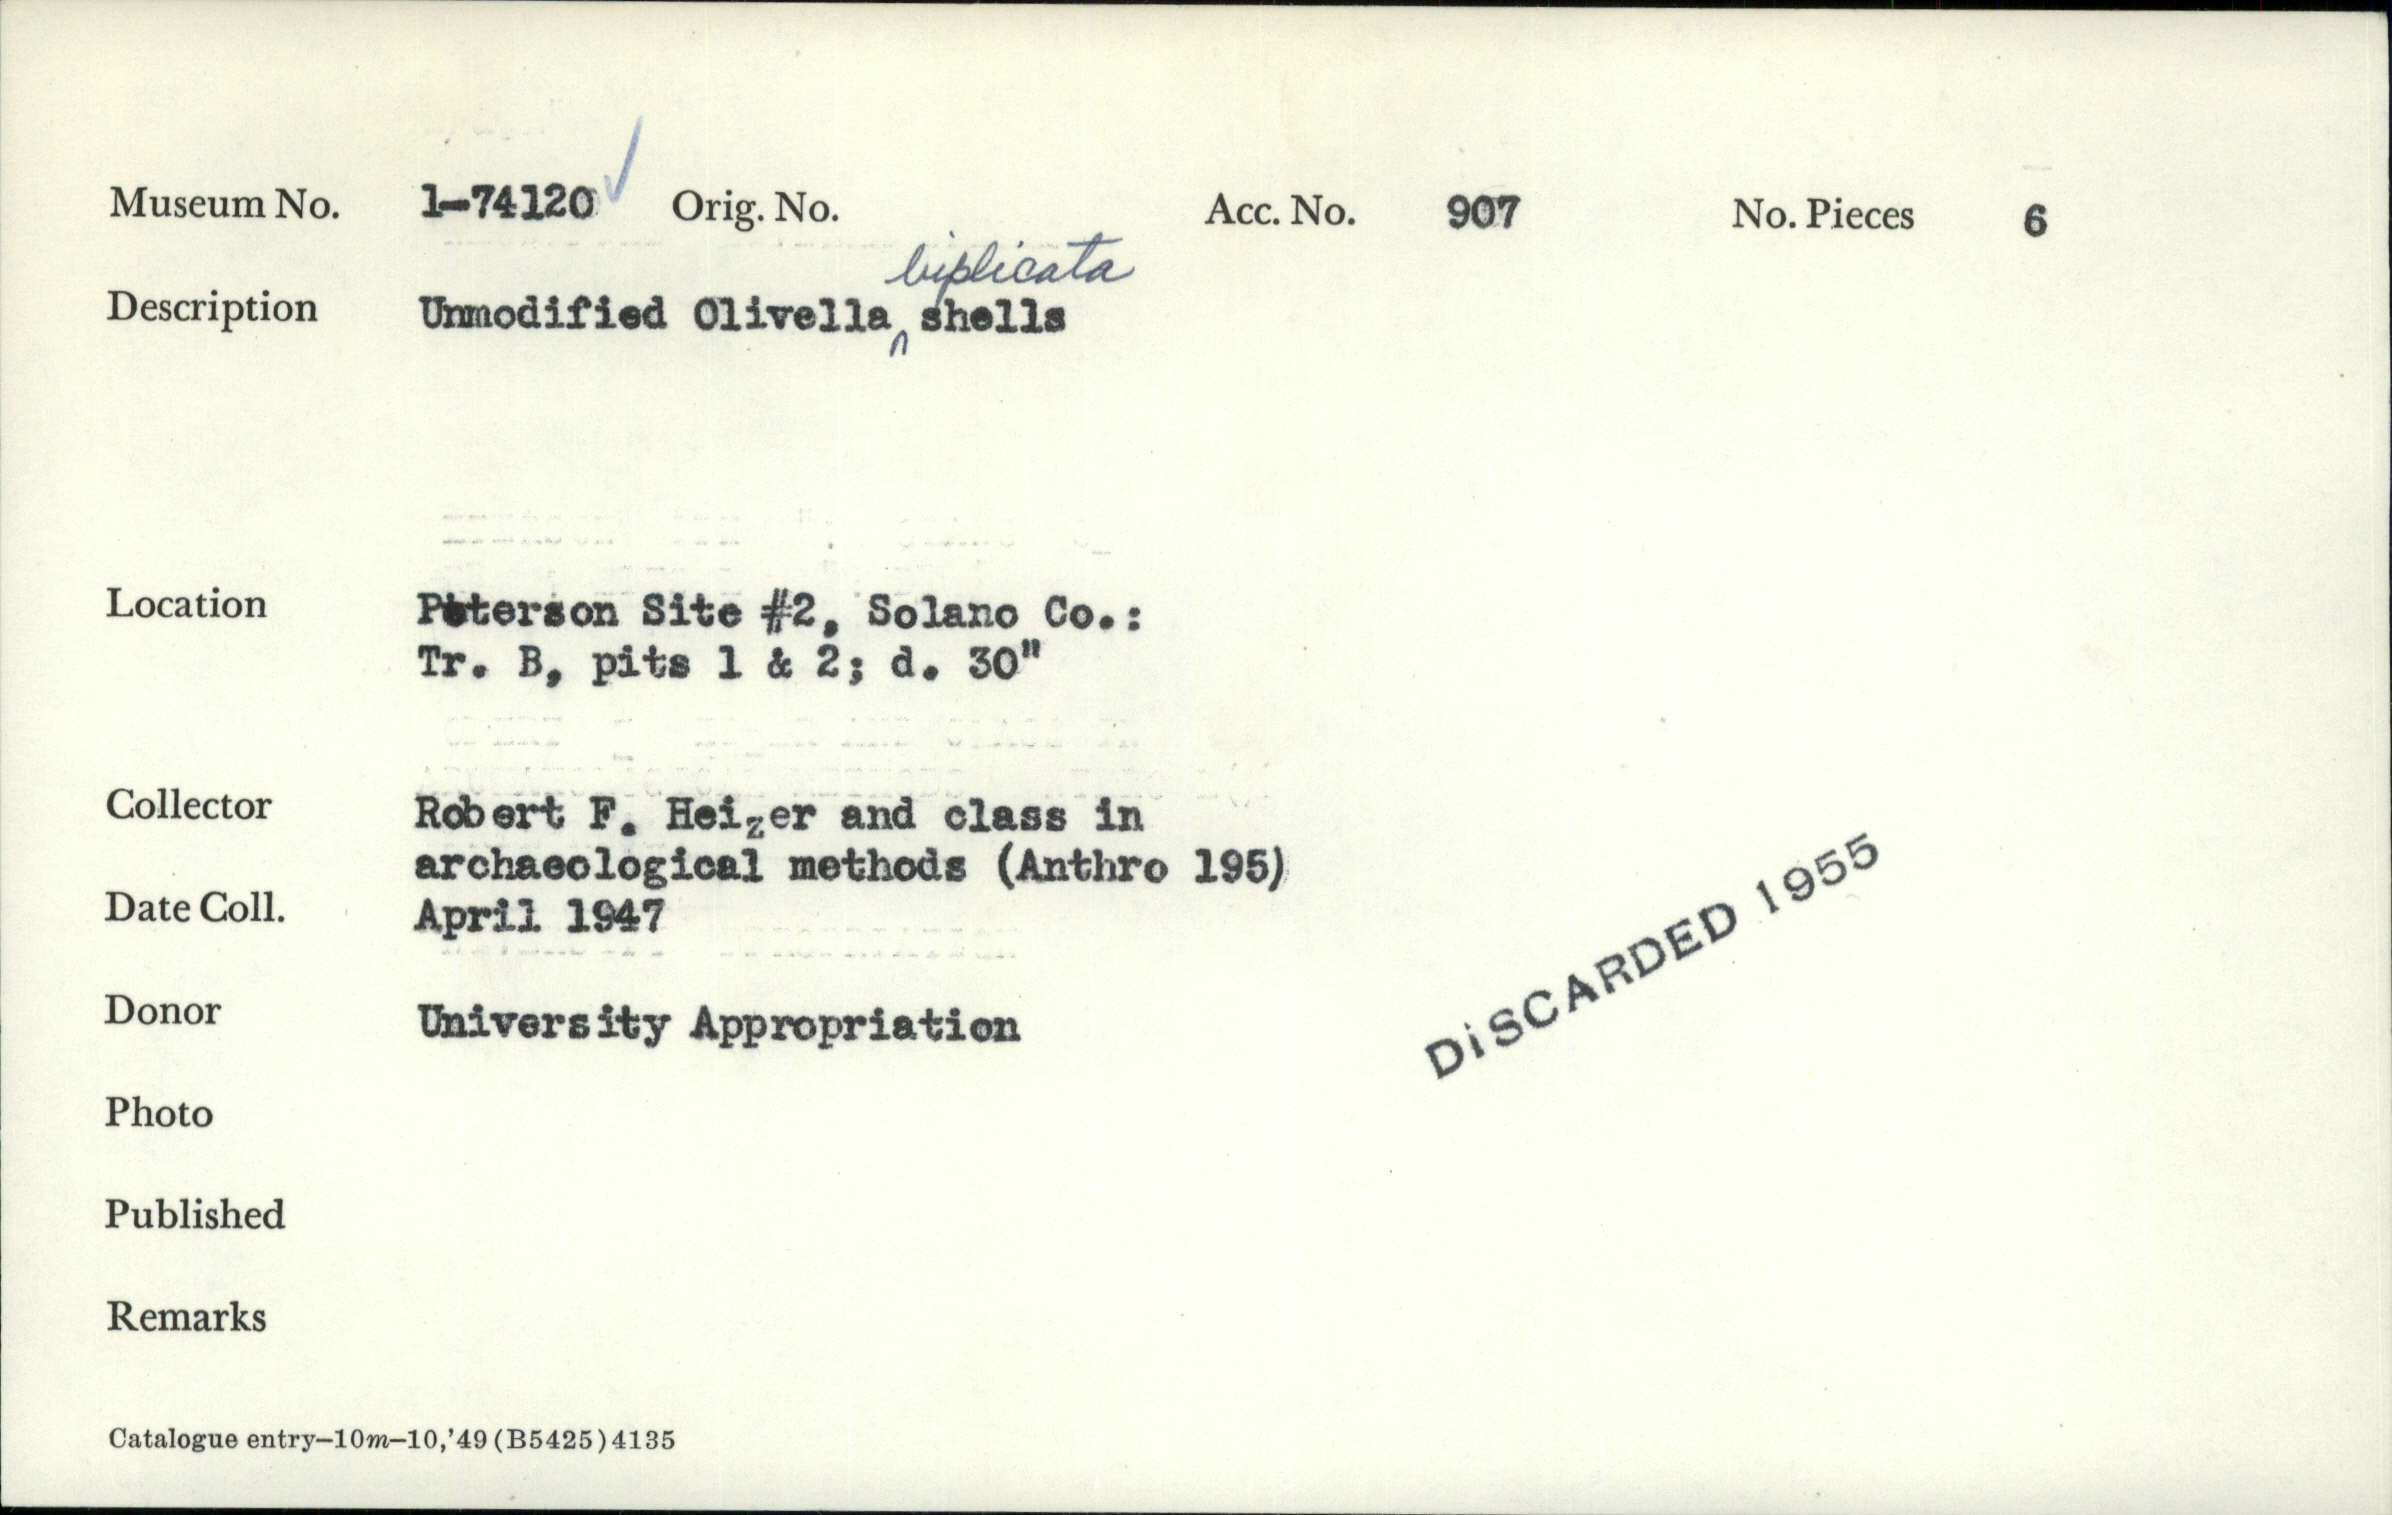 Museum No. 1-74120 ✓ Orig. No. Acc. No. 907 No. Pieces 6
biplicata
Description Unmodified Olivella ^ shells
Location Peterson Site #2, Solano Co.:
Tr. B, pits 1 & 2; d. 30"
Collector Robert F. Heizer and class in
archaeological methods (Anthro 195)
Date Coll. April 1947
DiSCARDED 1955
Donor University Appropriation
Photo
Published
Remarks
Catalogue entry—10m—10,'49 (B5425) 4135